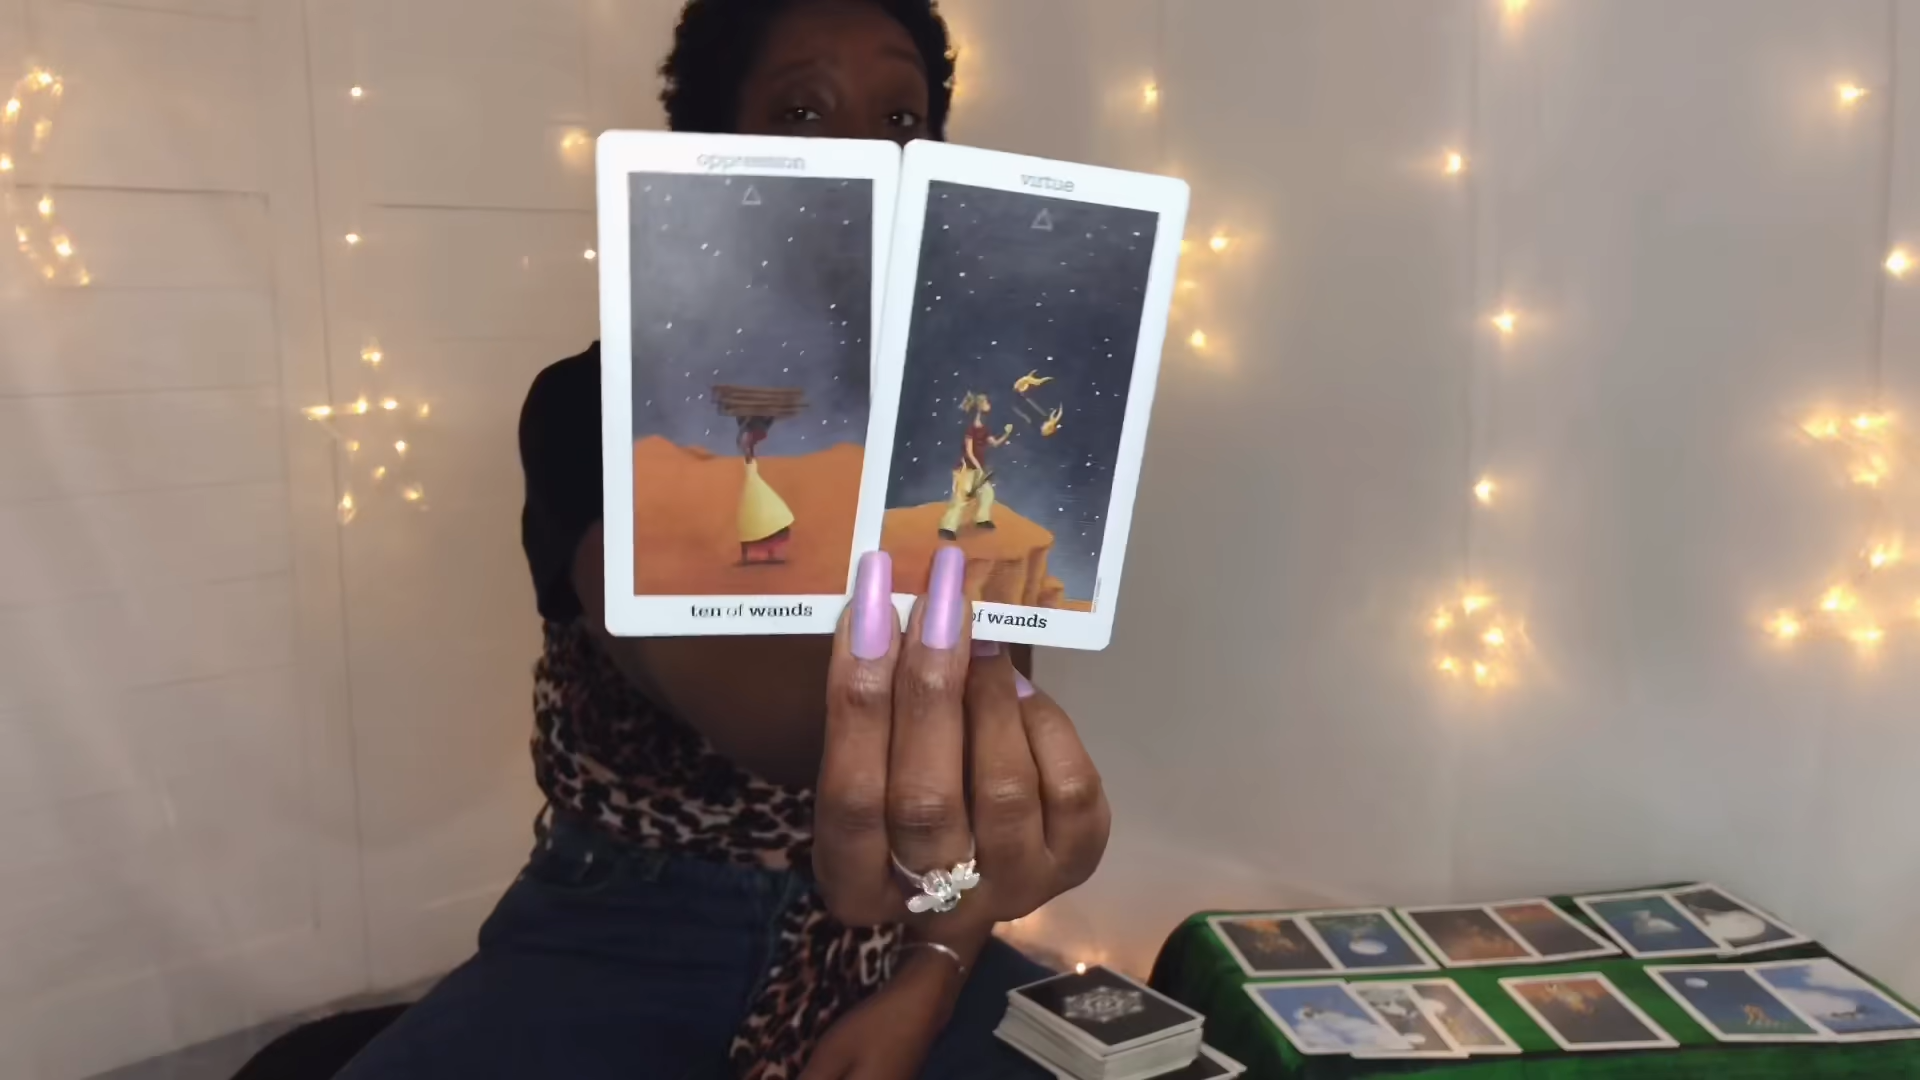 oppression
virtue
ten of wands
of wands